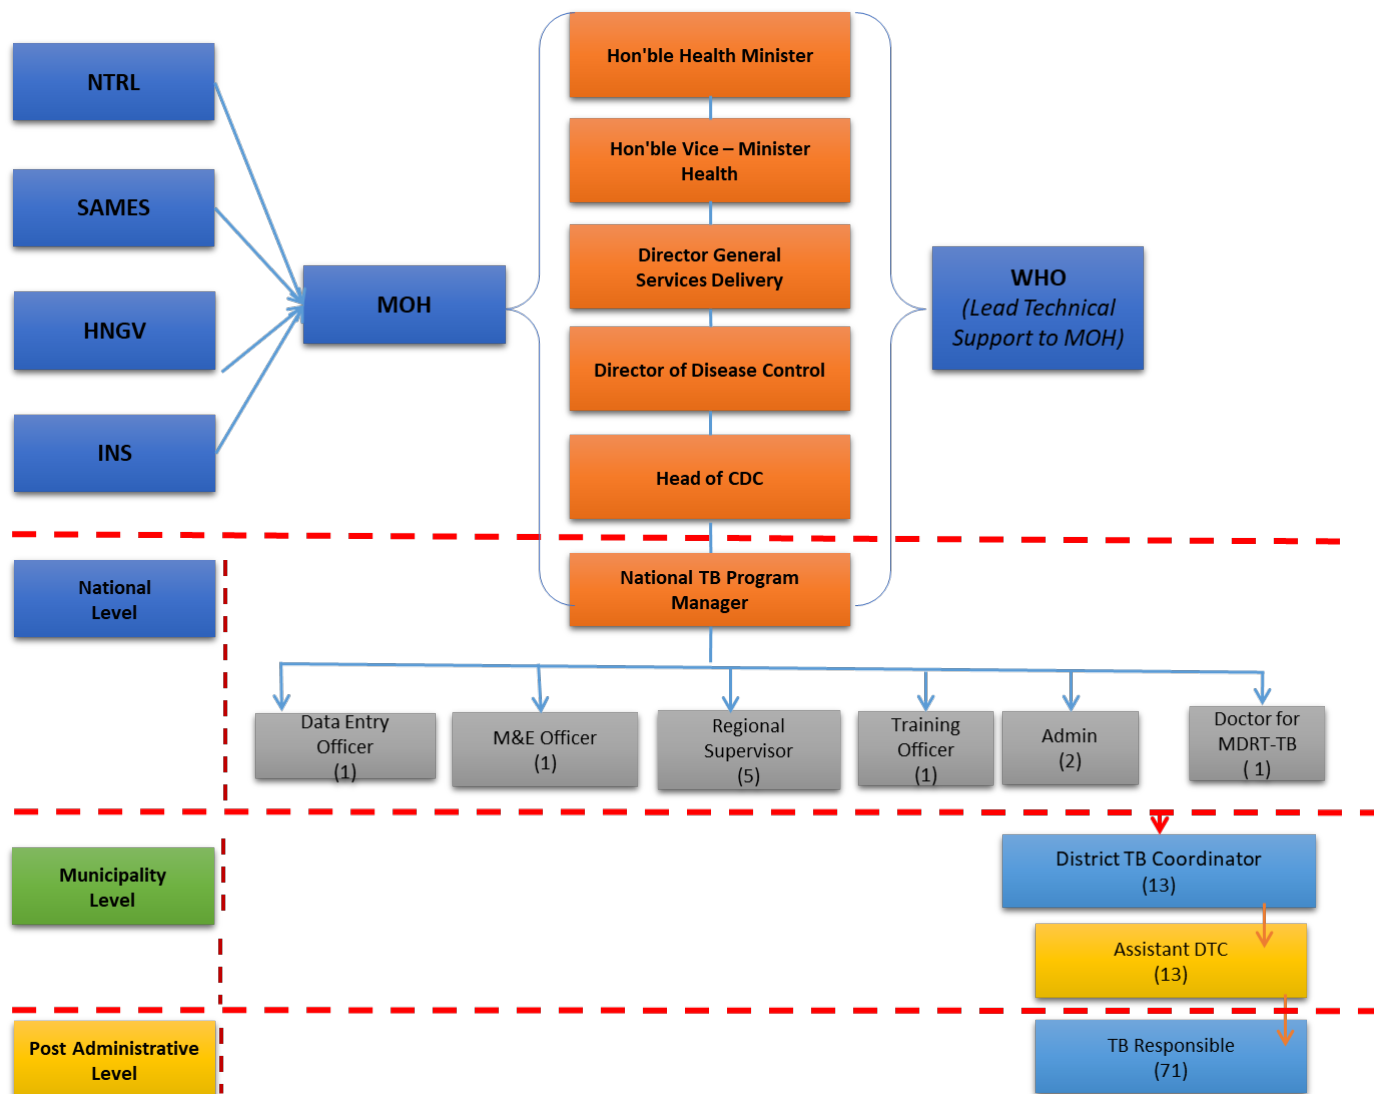 NTRL
SAMES
HNGV
INS
MOH
Hon'ble Health Minister
Hon'ble Vice – Minister
Health
Director General
Services Delivery
Director of Disease Control
Head of CDC
National TB Program
Manager
WHO
(Lead Technical
Support to MOH)
National
Level
Data Entry
Officer
(1)
M&E Officer
(1)
Regional
Supervisor
(5)
Training
Officer
(1)
Admin
(2)
Doctor for
MDRT-TB
( 1)
Municipality
Level
District TB Coordinator
(13)
Assistant DTC
(13)
Post Administrative
Level
TB Responsible
(71)